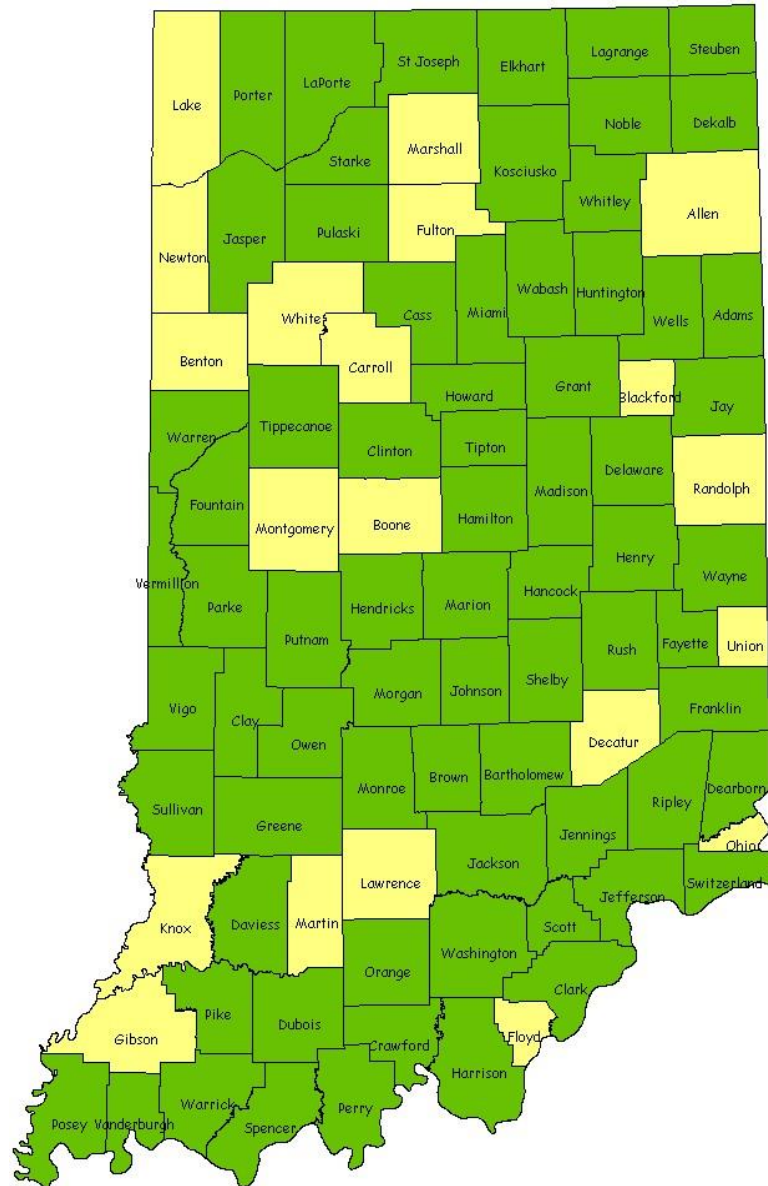 Lake
Porter
LaPorte
St Joseph
Elkhart
Lagrange
Steuben
Noble
Dekalb
Marshall
Starke
Kosciusko
Whitley
Allen
Newton
Jasper
Pulaski
Fulton
White
Cass
Miami
Wabash
Huntington
Wells
Adams
Benton
Carroll
Howard
Grant
Blackford
Jay
Warren
Tippecanoe
Clinton
Tipton
Madison
Delaware
Randolph
Fountain
Montgomery
Boone
Hamilton
Henry
Wayne
Vermillion
Parke
Putnam
Hendricks
Marion
Hancock
Rush
Fayette
Union
Vigo
Clay
Owen
Morgan
Johnson
Shelby
Decatur
Franklin
Sullivan
Greene
Monroe
Brown
Bartholomew
Jennings
Ripley
Dearborn
Ohio
Knox
Daviess
Martin
Lawrence
Jackson
Jefferson
Switzerland
Gibson
Pike
Dubois
Orange
Washington
Scott
Clark
Crawford
Harrison
Floyd
Posey
Vanderburgh
Warrick
Spencer
Perry